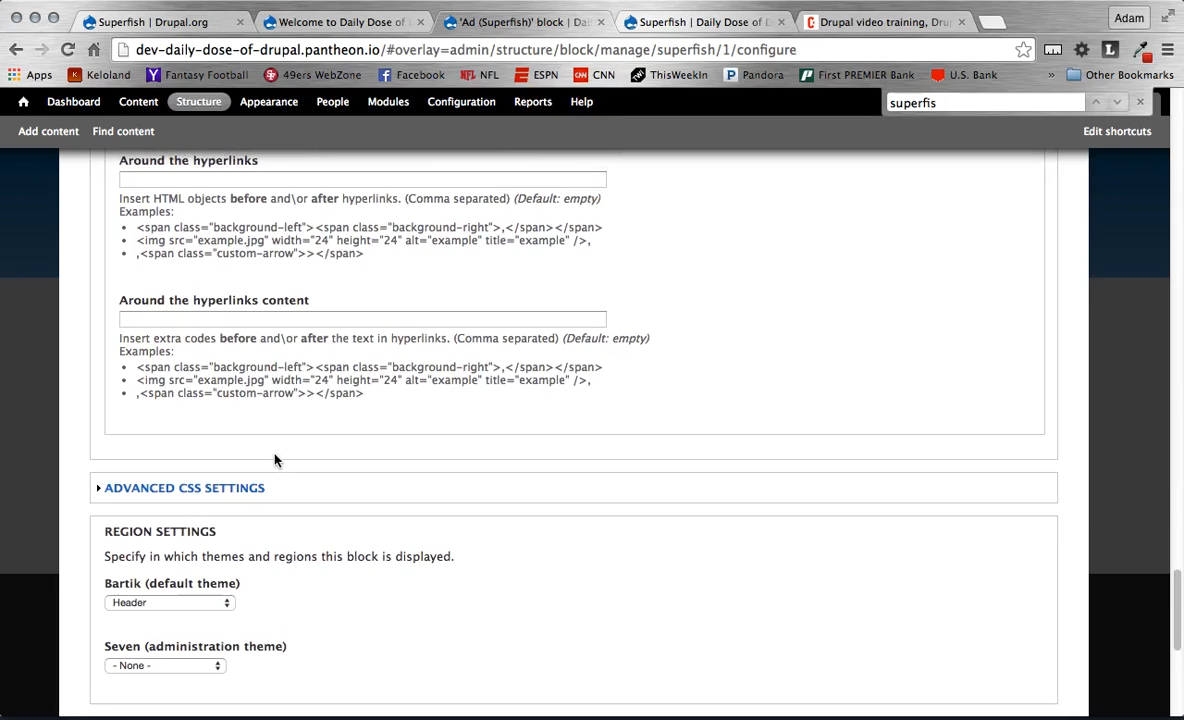 Superfish | Drupal.org
Welcome to Daily Dose of
'Ad (Superfish)' block | Dai
Superfish | Daily Dose of D
Drupal video training, Dru
Adam
dev-daily-dose-of-drupal.pantheon.io/#overlay=admin/structure/block/manage/superfish/1/configure
Apps Keloland Fantasy Football 49ers WebZone Facebook NFL ESPN CNN ThisWeekIn Pandora First PREMIER Bank U.S. Bank » Other Bookmarks
Dashboard Content Structure Appearance People Modules Configuration Reports Help
superfis
Add content Find content Edit shortcuts
Around the hyperlinks
Insert HTML objects before and\or after hyperlinks. (Comma separated) (Default: empty)
Examples:
• <span class="background-left"><span class="background-right">,</span></span>
• <img src="example.jpg" width="24" height="24" alt="example" title="example" />,
• ,<span class="custom-arrow">></span>
Around the hyperlinks content
Insert extra codes before and\or after the text in hyperlinks. (Comma separated) (Default: empty)
Examples:
• <span class="background-left"><span class="background-right">,</span></span>
• <img src="example.jpg" width="24" height="24" alt="example" title="example" />,
• ,<span class="custom-arrow">></span>
ADVANCED CSS SETTINGS
REGION SETTINGS
Specify in which themes and regions this block is displayed.
Bartik (default theme)
Header
Seven (administration theme)
- None -